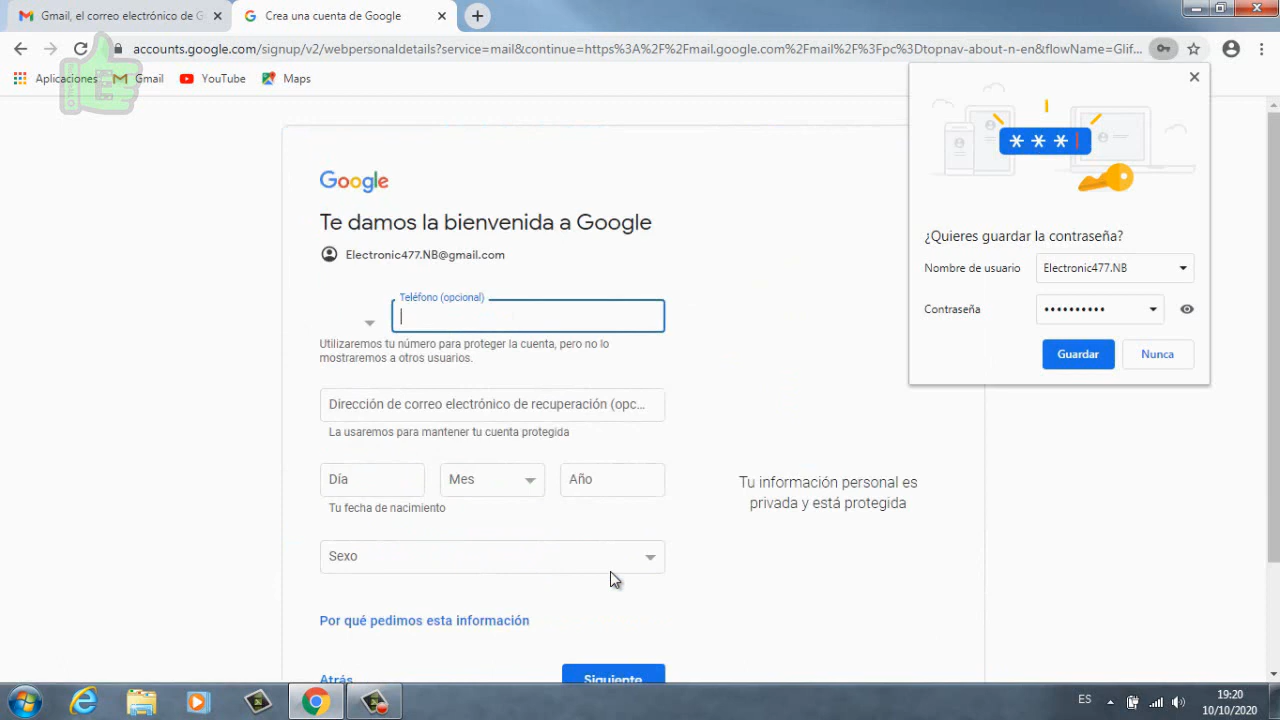 Gmail, el correo electrónico de G
Crea una cuenta de Google
accounts.google.com/signup/v2/webpersonaldetails?service=mail&continue=https%3A%2F%2Fmail.google.com%2Fmail%2F%3Fpc%3Dtopnav-about-n-en&flowName=Glif...
Aplicaciones
Gmail
YouTube
Maps
Google
Te damos la bienvenida a Google
Electronic477.NB@gmail.com
Teléfono (opcional)
Utilizaremos tu número para proteger la cuenta, pero no lo
mostraremos a otros usuarios.
Dirección de correo electrónico de recuperación (opc...
La usaremos para mantener tu cuenta protegida
Día
Mes
Año
Tu fecha de nacimiento
Sexo
Por qué pedimos esta información
Atrás
Siguiente
Tu información personal es
privada y está protegida
* * *
¿Quieres guardar la contraseña?
Nombre de usuario
Electronic477.NB
Contraseña
••••••••••
Guardar
Nunca
ES
19:20
10/10/2020